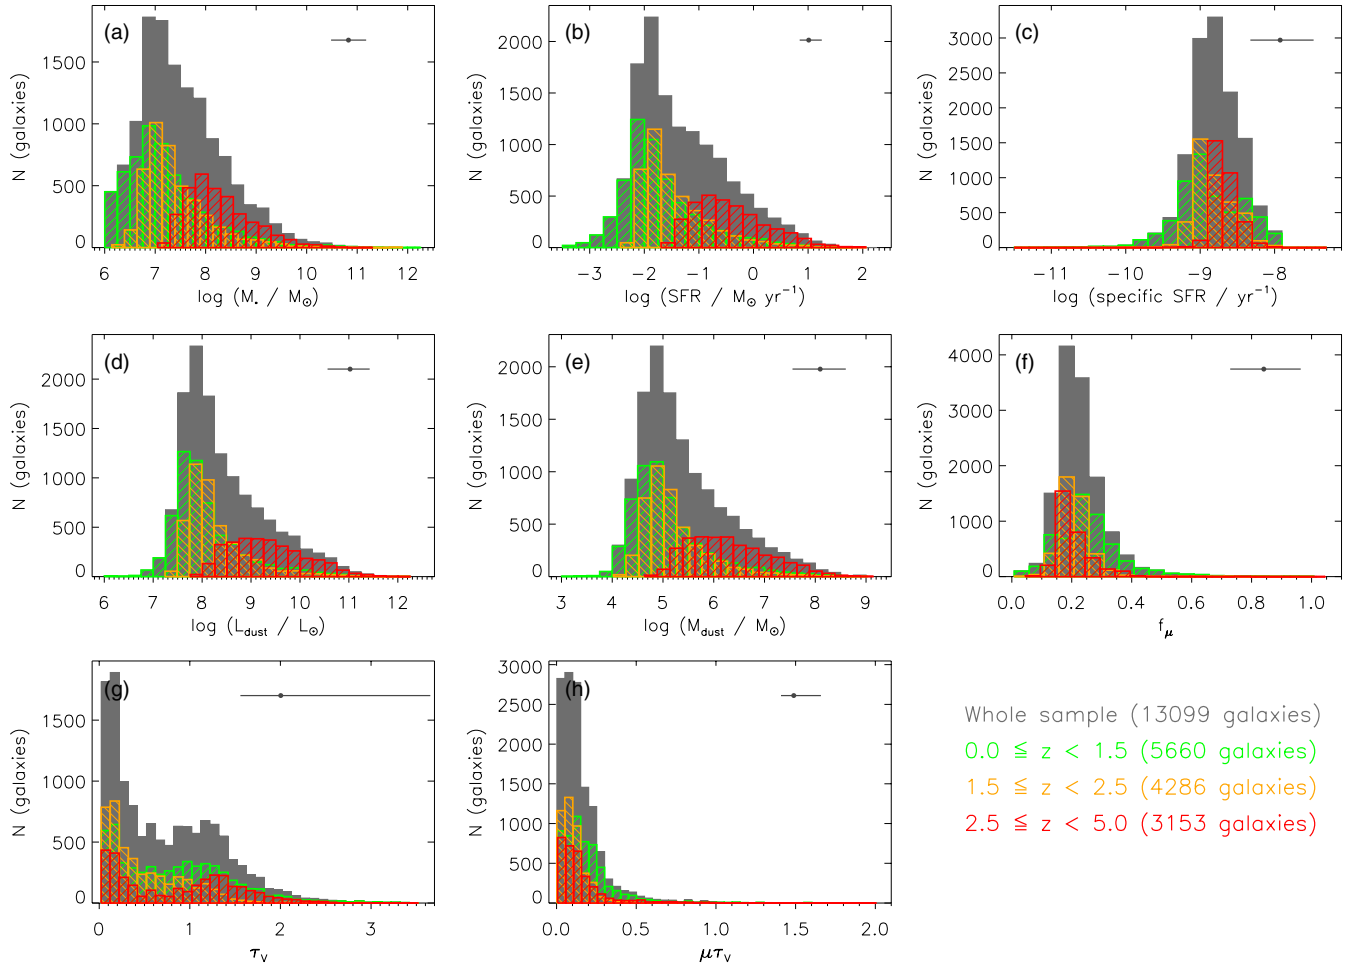 (a)
N (galaxies)
1500
1000
500
0
6 7 8 9 10 11 12
log (M* / M⊙)
(b)
N (galaxies)
2000
1500
1000
500
0
−3 −2 −1 0 1 2
log (SFR / M⊙ yr⁻¹)
(c)
N (galaxies)
3000
2500
2000
1500
1000
500
0
−11 −10 −9 −8
log (specific SFR / yr⁻¹)
(d)
N (galaxies)
2000
1500
1000
500
0
6 7 8 9 10 11 12
log (L_dust / L⊙)
(e)
N (galaxies)
2000
1500
1000
500
0
3 4 5 6 7 8 9
log (M_dust / M⊙)
(f)
N (galaxies)
4000
3000
2000
1000
0
0.0 0.2 0.4 0.6 0.8 1.0
f_μ
(g)
N (galaxies)
1500
1000
500
0
0 1 2 3
τ_V
(h)
N (galaxies)
3000
2500
2000
1500
1000
500
0
0.0 0.5 1.0 1.5 2.0
μτ_V
Whole sample (13099 galaxies)
0.0 ≦ z < 1.5 (5660 galaxies)
1.5 ≦ z < 2.5 (4286 galaxies)
2.5 ≦ z < 5.0 (3153 galaxies)